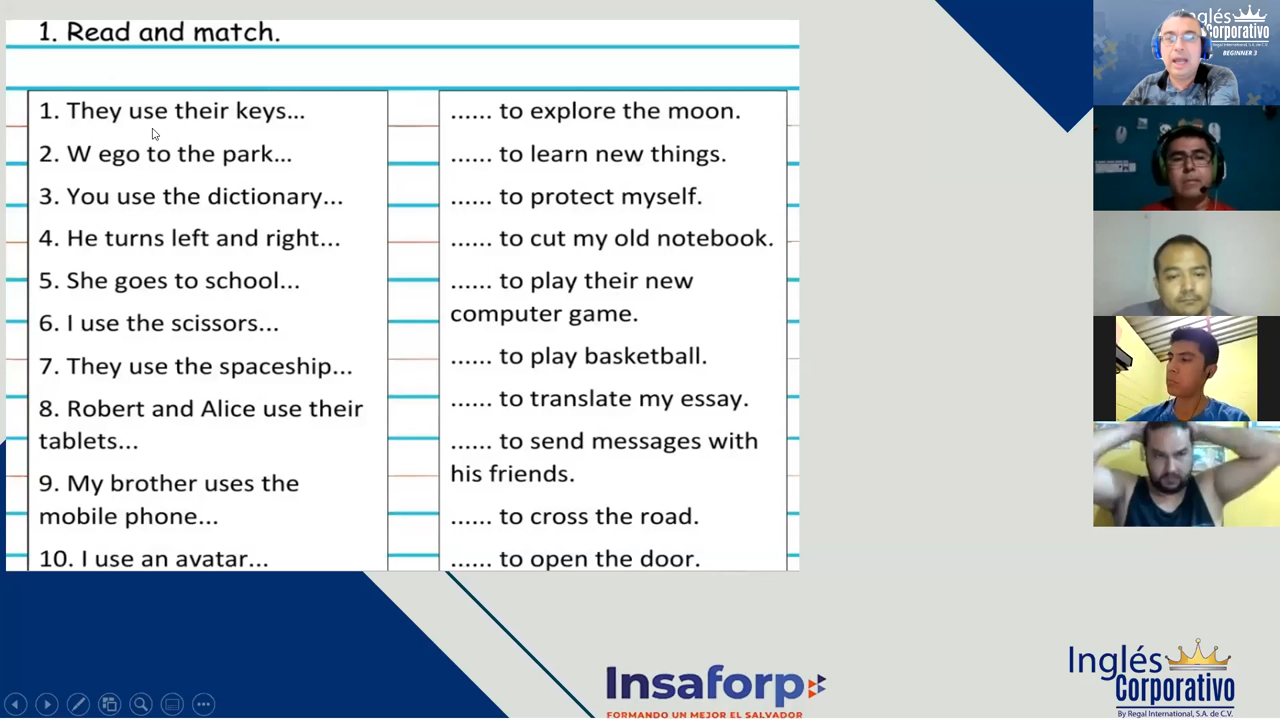 1. Read and match.
1. They use their keys...
2. W ego to the park...
3. You use the dictionary...
4. He turns left and right...
5. She goes to school...
6. I use the scissors...
7. They use the spaceship...
8. Robert and Alice use their
tablets...
9. My brother uses the
mobile phone...
10. I use an avatar...
...... to explore the moon.
...... to learn new things.
...... to protect myself.
...... to cut my old notebook.
...... to play their new
computer game.
...... to play basketball.
...... to translate my essay.
...... to send messages with
his friends.
...... to cross the road.
...... to open the door.
Inglés
Corporativo
By Regal International, S.A. de C.V.
BEGINNER 3
Insaforp
FORMANDO UN MEJOR EL SALVADOR
Inglés
Corporativo
By Regal International, S.A. de C.V.